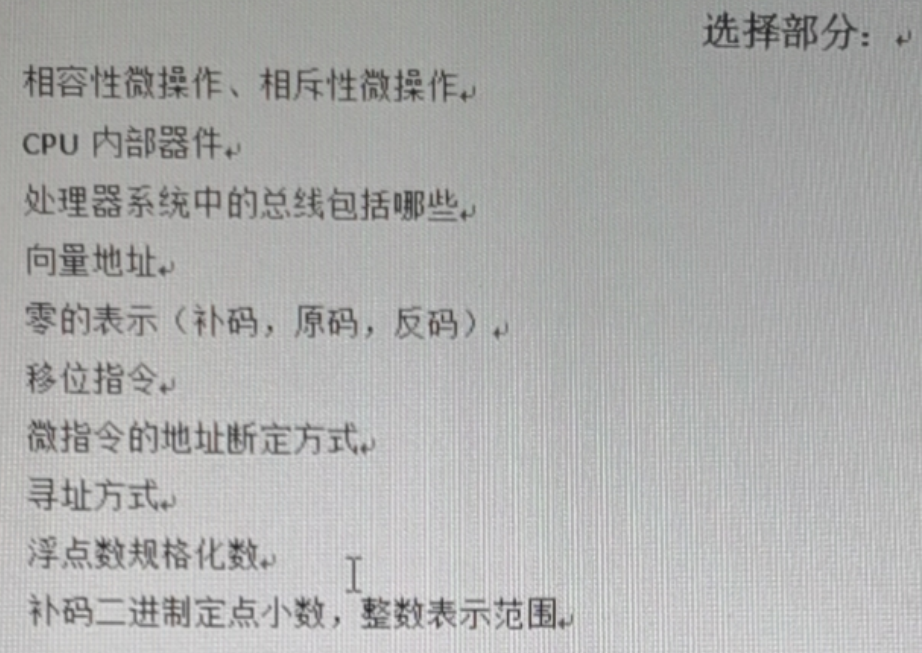 选择部分：
相容性微操作、相斥性微操作
CPU 内部器件
处理器系统中的总线包括哪些
向量地址
零的表示（补码，原码，反码）
移位指令
微指令的地址断定方式
寻址方式
浮点数规格化数
补码二进制定点小数，整数表示范围